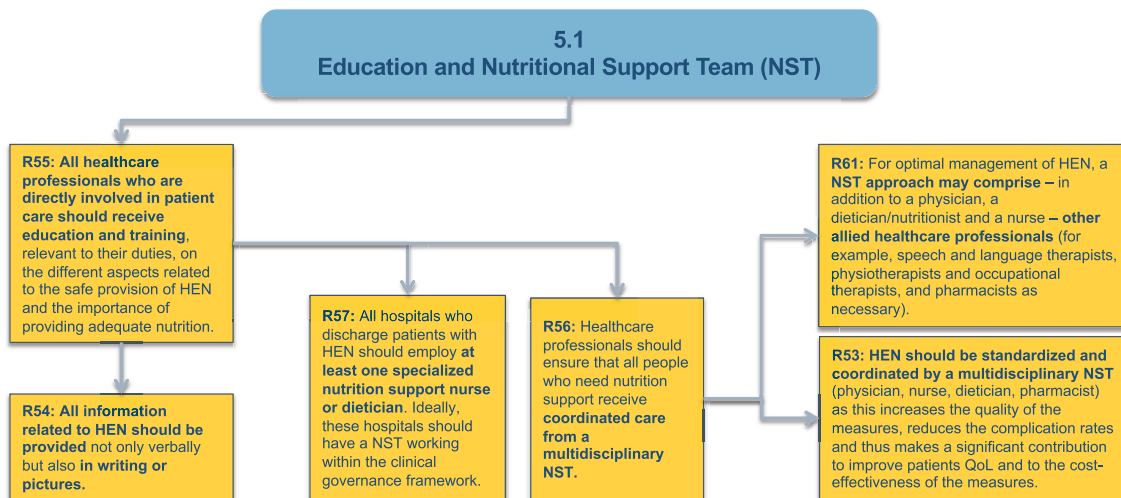 5.1
Education and Nutritional Support Team (NST)
R55: All healthcare
professionals who are
directly involved in patient
care should receive
education and training,
relevant to their duties, on
the different aspects related
to the safe provision of HEN
and the importance of
providing adequate nutrition.
R54: All information
related to HEN should be
provided not only verbally
but also in writing or
pictures.
R57: All hospitals who
discharge patients with
HEN should employ at
least one specialized
nutrition support nurse
or dietician. Ideally,
these hospitals should
have a NST working
within the clinical
governance framework.
R56: Healthcare
professionals should
ensure that all people
who need nutrition
support receive
coordinated care
from a
multidisciplinary
NST.
R61: For optimal management of HEN, a
NST approach may comprise – in
addition to a physician, a
dietician/nutritionist and a nurse – other
allied healthcare professionals (for
example, speech and language therapists,
physiotherapists and occupational
therapists, and pharmacists as
necessary).
R53: HEN should be standardized and
coordinated by a multidisciplinary NST
(physician, nurse, dietician, pharmacist)
as this increases the quality of the
measures, reduces the complication rates
and thus makes a significant contribution
to improve patients QoL and to the cost-
effectiveness of the measures.